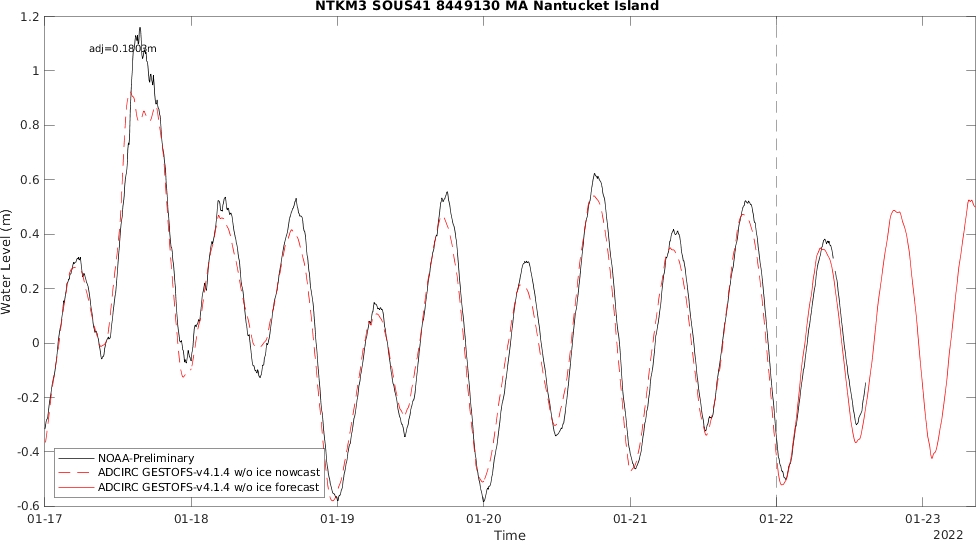 NTKM3 SOUS41 8449130 MA Nantucket Island
1.2
adj=0.1803m
1
0.8
0.6
0.4
0.2
0
-0.2
-0.4
-0.6
Water Level (m)
NOAA-Preliminary
ADCIRC GESTOFS-v4.1.4 w/o ice nowcast
ADCIRC GESTOFS-v4.1.4 w/o ice forecast
01-17 01-18 01-19 01-20 01-21 01-22 01-23
Time
2022